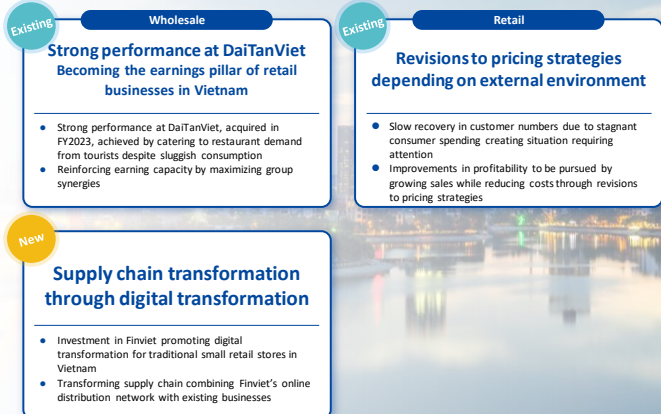 Existing
Wholesale
Strong performance at DaiTanViet
Becoming the earnings pillar of retail
businesses in Vietnam
● Strong performance at DaiTanViet, acquired in
FY2023, achieved by catering to restaurant demand
from tourists despite sluggish consumption
● Reinforcing earning capacity by maximizing group
synergies
Existing
Retail
Revisions to pricing strategies
depending on external environment
● Slow recovery in customer numbers due to stagnant
consumer spending creating situation requiring
attention
● Improvements in profitability to be pursued by
growing sales while reducing costs through revisions
to pricing strategies
New
Supply chain transformation
through digital transformation
● Investment in Finviet promoting digital
transformation for traditional small retail stores in
Vietnam
● Transforming supply chain combining Finviet's online
distribution network with existing businesses